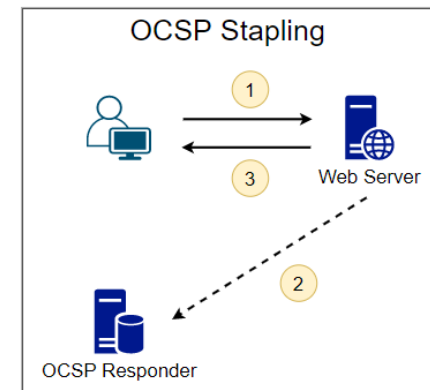 OCSP Stapling
1
3
Web Server
2
OCSP Responder